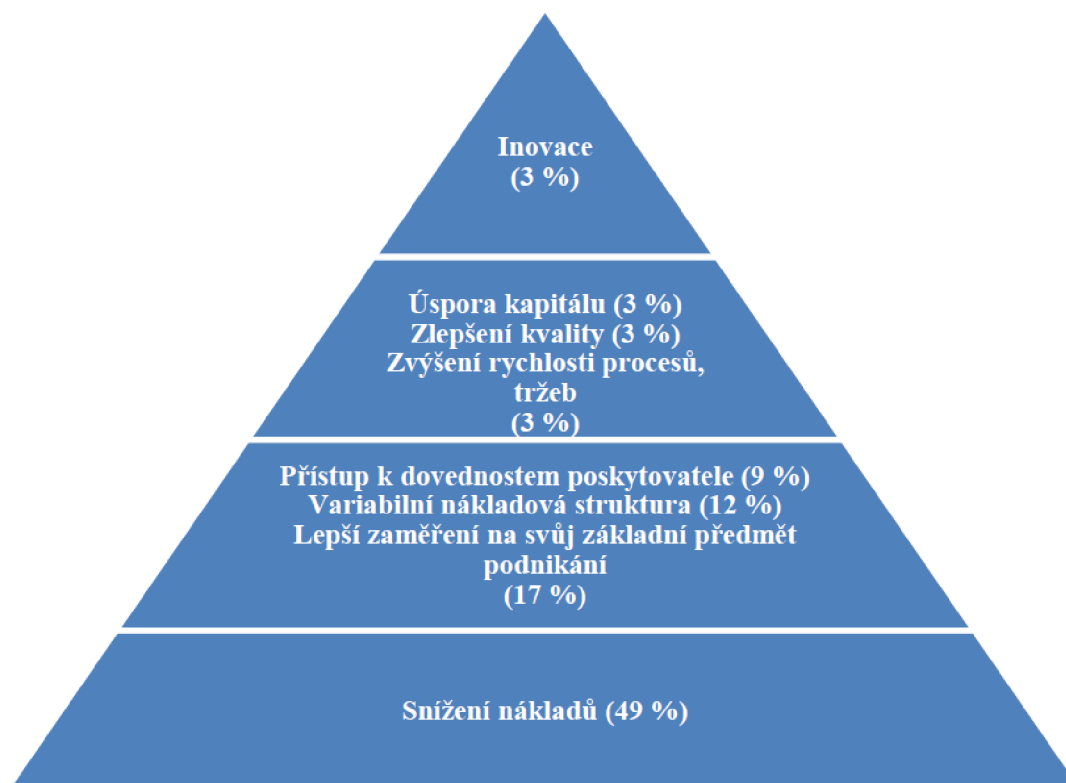 Inovace
(3 %)
Úspora kapitálu (3 %)
Zlepšení kvality (3 %)
Zvýšení rychlosti procesů,
tržeb
(3 %)
Přístup k dovednostem poskytovatele (9 %)
Variabilní nákladová struktura (12 %)
Lepší zaměření na svůj základní předmět
podnikání
(17 %)
Snížení nákladů (49 %)